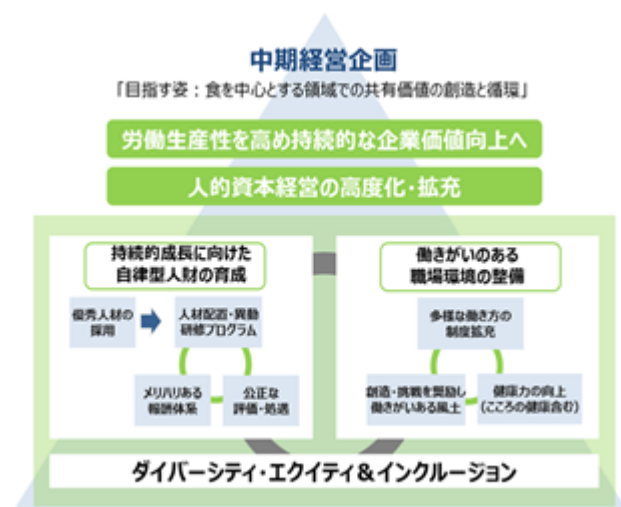 中期経営企画
「目指す姿：食を中心とする領域での共有価値の創造と循環」
労働生産性を高め持続的な企業価値向上へ
人的資本経営の高度化・拡充
持続的成長に向けた
自律型人財の育成
優秀人材の
採用
人材配置・異動
研修プログラム
メリハリある
報酬体系
公正な
評価・処遇
働きがいのある
職場環境の整備
多様な働き方の
制度拡充
創造・挑戦を奨励し
働きがいある風土
健康力の向上
(こころの健康含む)
ダイバーシティ・エクイティ＆インクルージョン